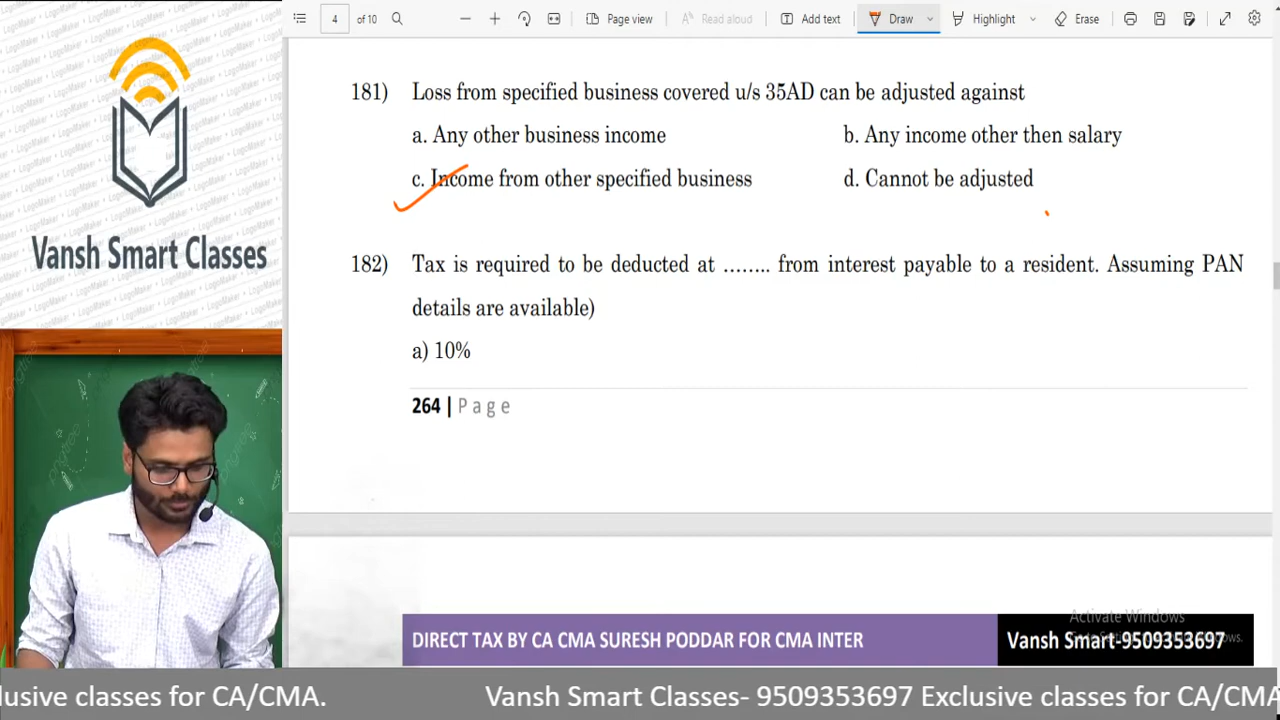 4 of 10 Page view Read aloud Add text Draw Highlight Erase
Vansh Smart Classes
181) Loss from specified business covered u/s 35AD can be adjusted against
a. Any other business income b. Any income other then salary
c. Income from other specified business d. Cannot be adjusted
182) Tax is required to be deducted at ........ from interest payable to a resident. Assuming PAN
details are available)
a) 10%
264 | Page
DIRECT TAX BY CA CMA SURESH PODDAR FOR CMA INTER
Activate Windows
Vansh Smart-9509353697
lusive classes for CA/CMA. Vansh Smart Classes- 9509353697 Exclusive classes for CA/CMA